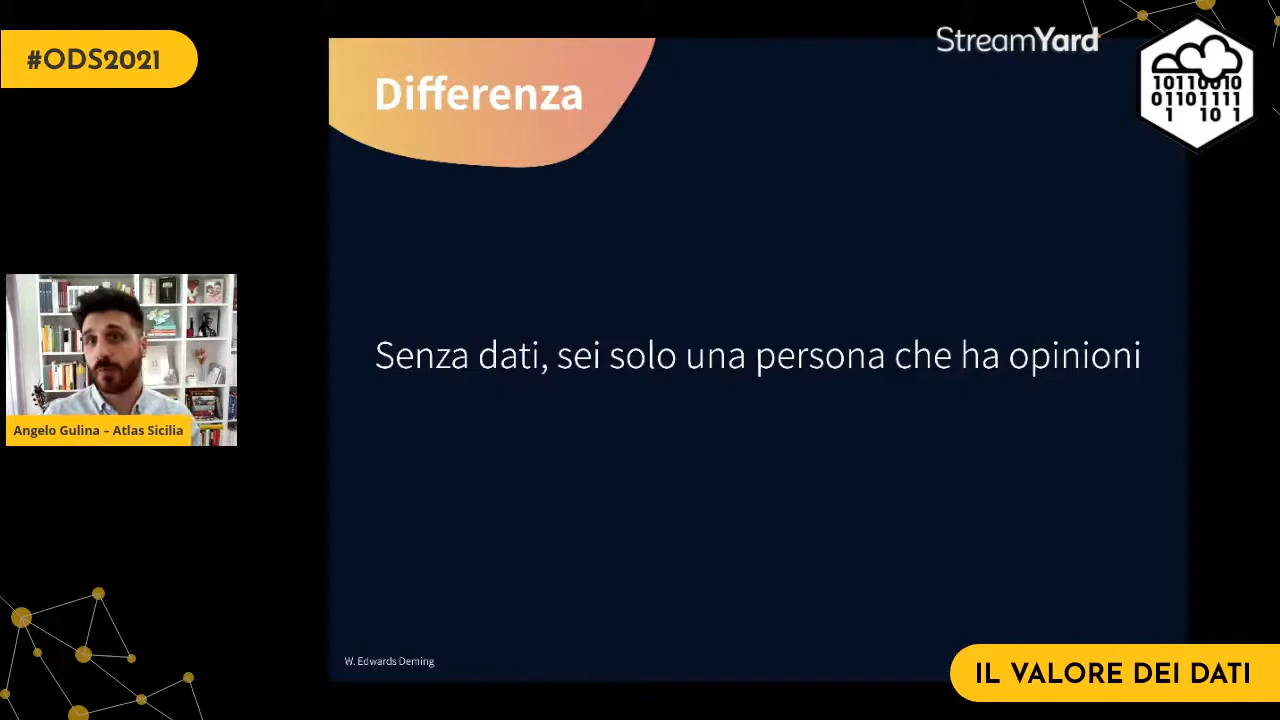 #ODS2021
StreamYard
Differenza
10110010
01101111
1 10 1
Senza dati, sei solo una persona che ha opinioni
Angelo Gulina – Atlas Sicilia
W. Edwards Deming
IL VALORE DEI DATI